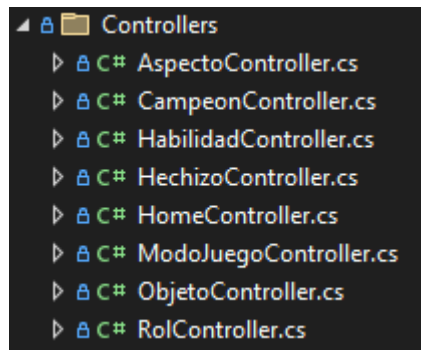 Controllers
C# AspectoController.cs
C# CampeonController.cs
C# HabilidadController.cs
C# HechizoController.cs
C# HomeController.cs
C# ModoJuegoController.cs
C# ObjetoController.cs
C# RolController.cs